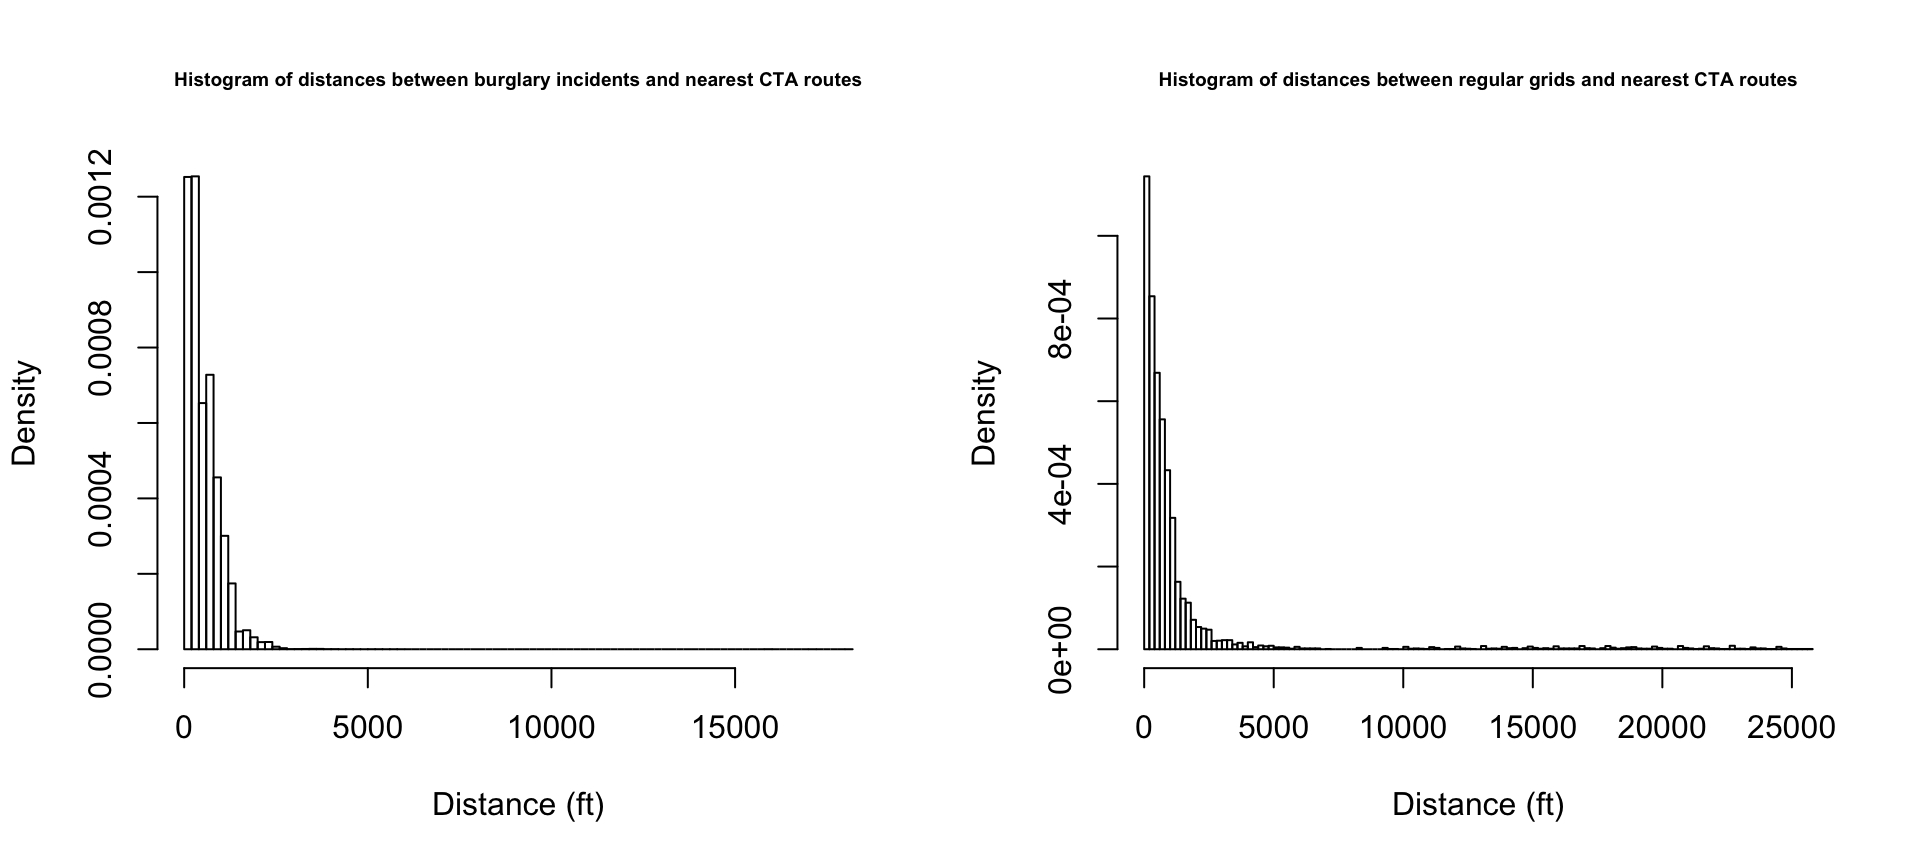 Histogram of distances between burglary incidents and nearest CTA routes
Density
0.0012
0.0008
0.0004
0.0000
0 5000 10000 15000
Distance (ft)
Histogram of distances between regular grids and nearest CTA routes
Density
8e-04
4e-04
0e+00
0 5000 10000 15000 20000 25000
Distance (ft)